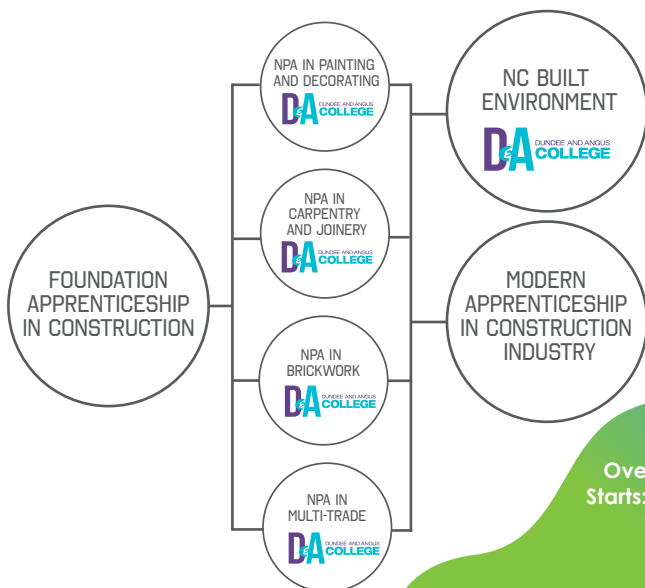 FOUNDATION
APPRENTICESHIP
IN CONSTRUCTION
NPA IN PAINTING
AND DECORATING
D&A DUNDEE AND ANGUS
COLLEGE
NPA IN
CARPENTRY
AND JOINERY
D&A DUNDEE AND ANGUS
COLLEGE
NPA IN
BRICKWORK
D&A DUNDEE AND ANGUS
COLLEGE
NPA IN
MULTI-TRADE
D&A DUNDEE AND ANGUS
COLLEGE
NC BUILT
ENVIRONMENT
D&A DUNDEE AND ANGUS
COLLEGE
MODERN
APPRENTICESHIP
IN CONSTRUCTION
INDUSTRY
Starts: